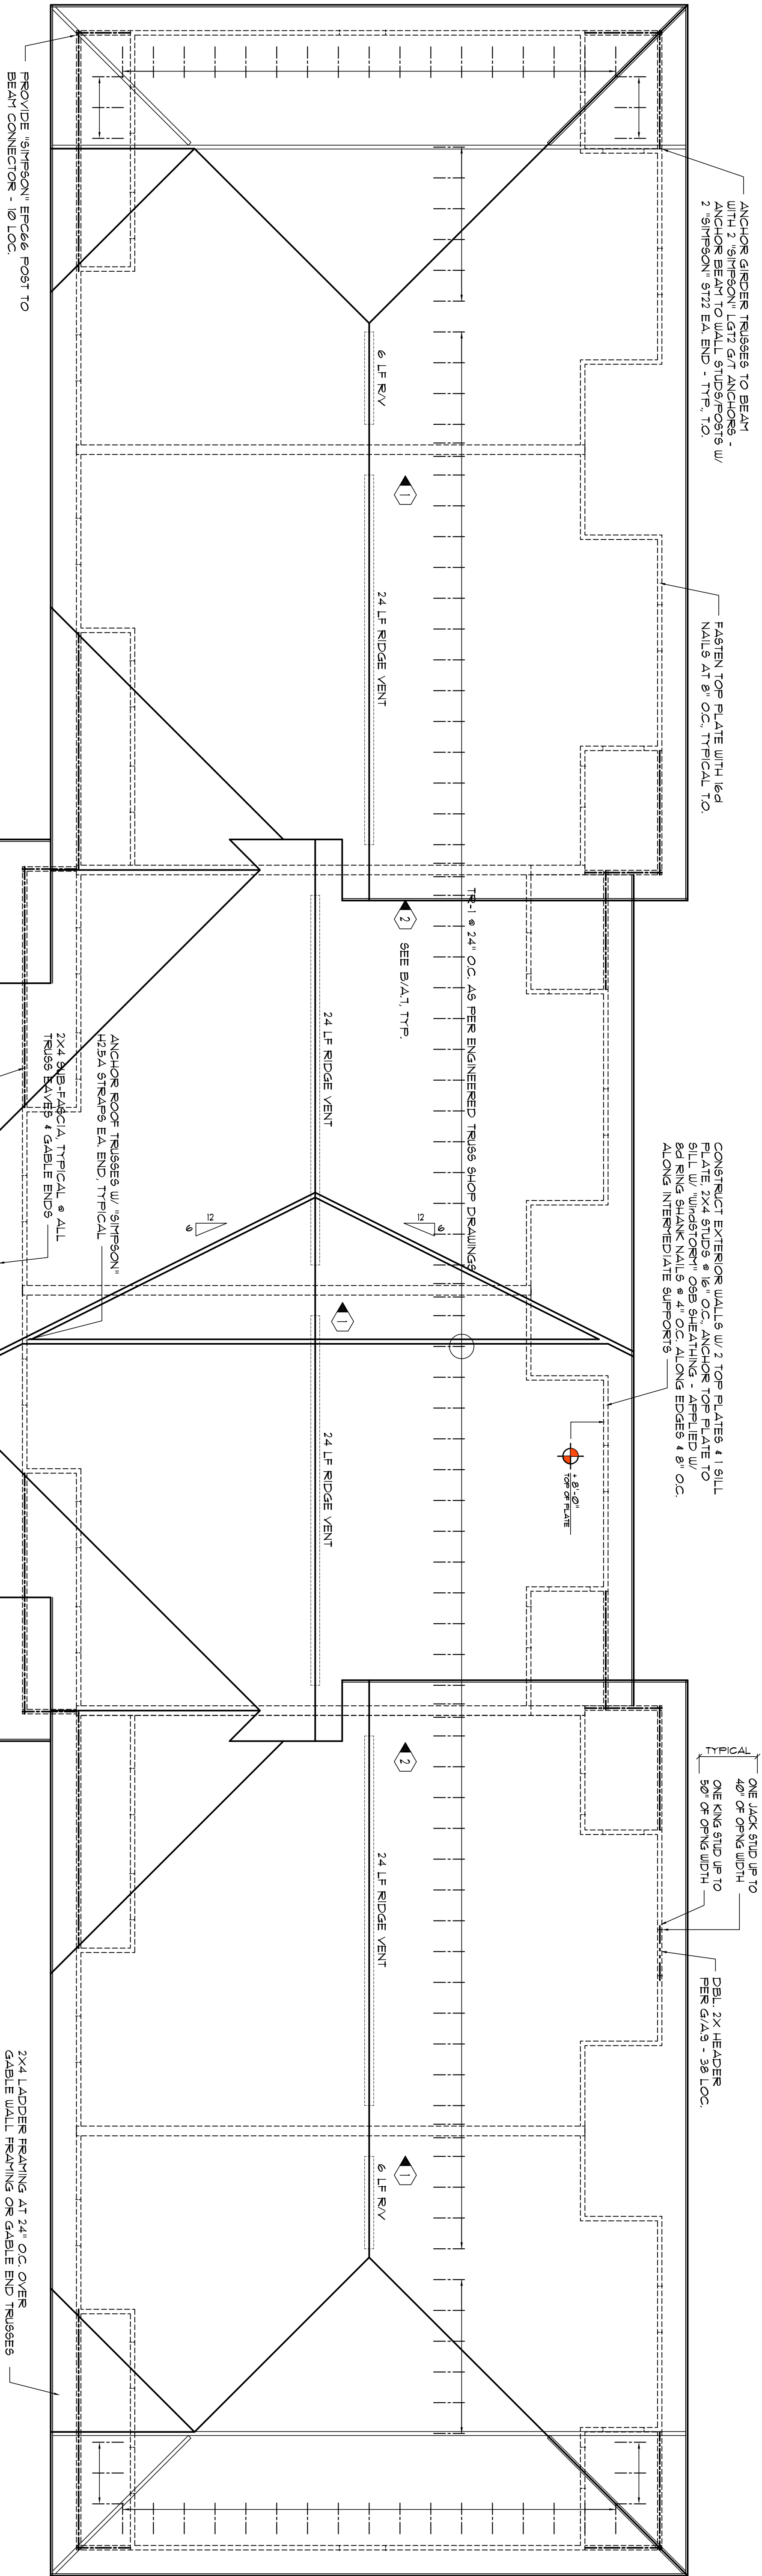 ANCHOR GIRDER TRUSSES TO BEAM
WITH 2 "SIMPSON" LGT2 G/T ANCHORS -
ANCHOR BEAM TO WALL STUDS/POSTS W/
2 "SIMPSON" ST22 EA. END - TYP., T.O.
FASTEN TOP PLATE WITH 16d
NAILS AT 8" O.C., TYPICAL T.O.
CONSTRUCT EXTERIOR WALLS W/ 2 TOP PLATES & 1 SILL
PLATE, 2X4 STUDS @ 16" O.C., ANCHOR TOP PLATE TO
SILL W/ "WindSTORM" OSB SHEATHING - APPLIED W/
8d RING SHANK NAILS @ 4" O.C. ALONG EDGES & 8" O.C.
ALONG INTERMEDIATE SUPPORTS
TYPICAL
ONE JACK STUD UP TO
40" OF OP'NG WIDTH
ONE KING STUD UP TO
50" OF OP'NG WIDTH
DBL. 2X HEADER
PER G/A.9 - 38 LOC.
+ 8'-0"
TOP OF PLATE
TR-1 @ 24" O.C. AS PER ENGINEERED TRUSS SHOP DRAWINGS
1
2
SEE B/A.7, TYP.
12
6
2
1
6 LF R/V
24 LF RIDGE VENT
24 LF RIDGE VENT
1
24 LF RIDGE VENT
24 LF RIDGE VENT
6 LF R/V
12
6
ANCHOR ROOF TRUSSES W/ "SIMPSON"
H2.5A STRAPS EA. END, TYPICAL
2X4 SUB-FASCIA, TYPICAL @ ALL
TRUSS EAVES & GABLE ENDS
PROVIDE "SIMPSON" EPC66 POST TO
BEAM CONNECTOR - 10 LOC.
2X4 LADDER FRAMING AT 24" O.C. OVER
GABLE WALL FRAMING OR GABLE END TRUSSES